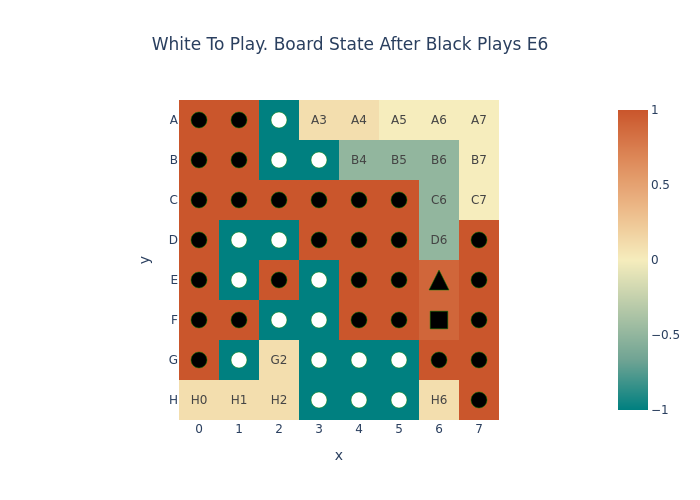 White To Play. Board State After Black Plays E6
A A3 A4 A5 A6 A7 1
B B4 B5 B6 B7
C C6 C7 0.5
D D6
y E 0
F −0.5
G G2
H H0 H1 H2 H6 −1
0 1 2 3 4 5 6 7
x